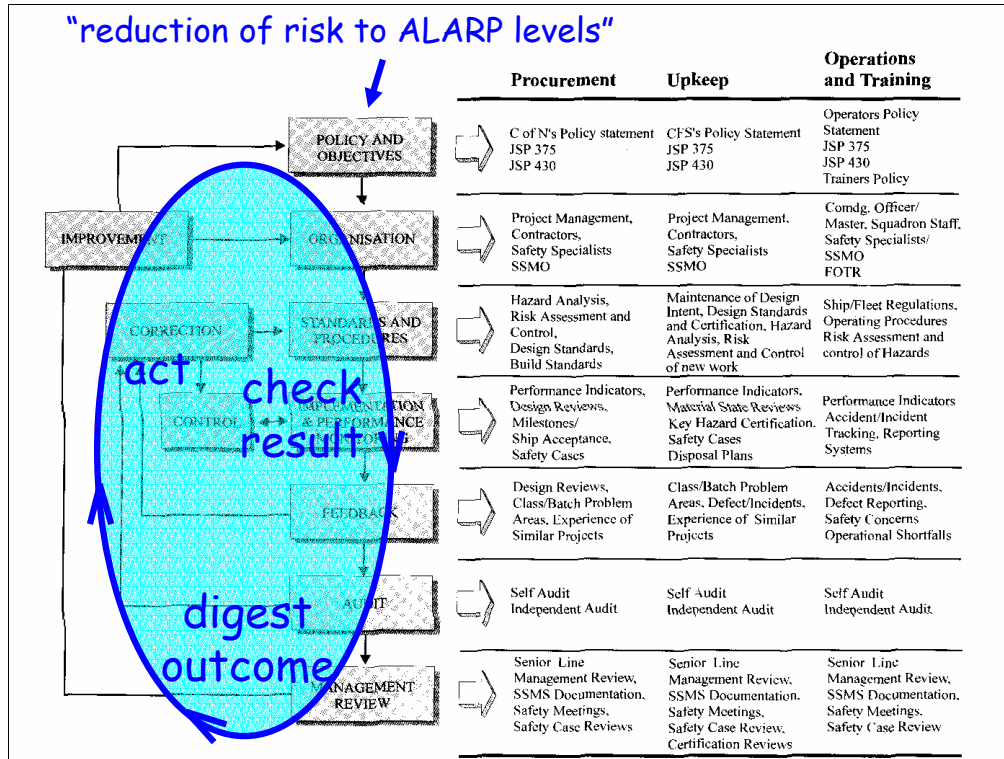 “reduction of risk to ALARP levels”
Procurement
Upkeep
Operations
and Training
POLICY AND
OBJECTIVES
C of N's Policy statement
JSP 375
JSP 430
CFS's Policy Statement
JSP 375
JSP 430
Operators Policy
Statement
JSP 375
JSP 430
Trainers Policy
IMPROVEMENT
ORGANISATION
Project Management,
Contractors,
Safety Specialists
SSMO
Project Management,
Contractors,
Safety Specialists
SSMO
Comdg. Officer/
Master, Squadron Staff,
Safety Specialists/
SSMO
FOTR
CORRECTION
STANDARDS AND
PROCEDURES
Hazard Analysis,
Risk Assessment and
Control,
Design Standards,
Build Standards
Maintenance of Design
Intent, Design Standards
and Certification, Hazard
Analysis, Risk
Assessment and Control
of new work
Ship/Fleet Regulations,
Operating Procedures
Risk Assessment and
control of Hazards
act
check
result
CONTROL
IMPLEMENTATION
& PERFORMANCE
MONITORING
Performance Indicators,
Design Reviews,
Milestones/
Ship Acceptance,
Safety Cases
Performance Indicators,
Material State Reviews
Key Hazard Certification,
Safety Cases
Disposal Plans
Performance Indicators
Accident/Incident
Tracking, Reporting
Systems
FEEDBACK
Design Reviews,
Class/Batch Problem
Areas, Experience of
Similar Projects
Class/Batch Problem
Areas, Defect/Incidents,
Experience of Similar
Projects
Accidents/Incidents,
Defect Reporting,
Safety Concerns
Operational Shortfalls
digest
outcome
AUDIT
Self Audit
Independent Audit
Self Audit
Independent Audit
Self Audit
Independent Audit
MANAGEMENT
REVIEW
Senior Line
Management Review,
SSMS Documentation,
Safety Meetings,
Safety Case Reviews
Senior Line
Management Review,
SSMS Documentation,
Safety Meetings,
Safety Case Review,
Certification Reviews
Senior Line
Management Review,
SSMS Documentation,
Safety Meetings,
Safety Case Review